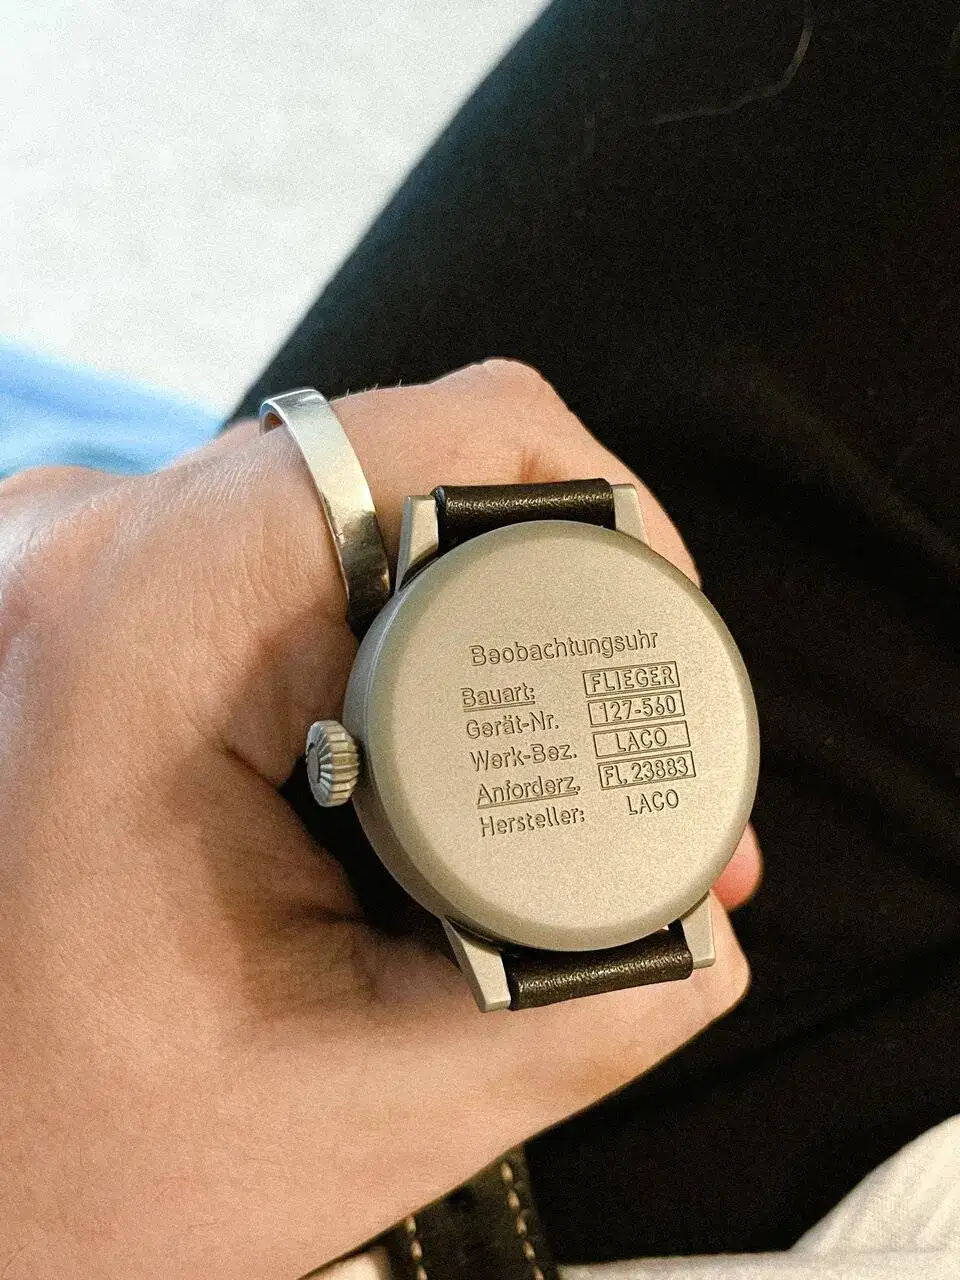 Beobachtungsuhr
Bauart: FLIEGER
Gerät-Nr. 127-560
Werk-Bez. LACO
Anforderz. Fl. 23883
Hersteller: LACO